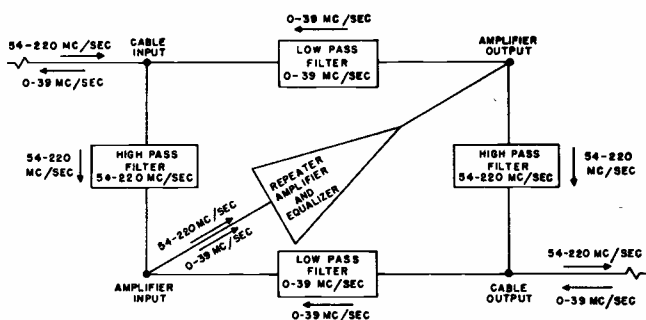 0-39 MC/SEC
54-220 MC/SEC
0-39 MC/SEC
CABLE
INPUT
LOW PASS
FILTER
0-39 MC/SEC
AMPLIFIER
OUTPUT
54-220
MC/SEC
HIGH PASS
FILTER
54-220 MC/SEC
REPEATER
AMPLIFIER
AND
EQUALIZER
HIGH PASS
FILTER
54-220 MC/SEC
54-220
MC/SEC
54-220 MC/SEC
0-39 MC/SEC
AMPLIFIER
INPUT
LOW PASS
FILTER
0-39 MC/SEC
0-39 MC/SEC
CABLE
OUTPUT
54-220 MC/SEC
0-39 MC/SEC